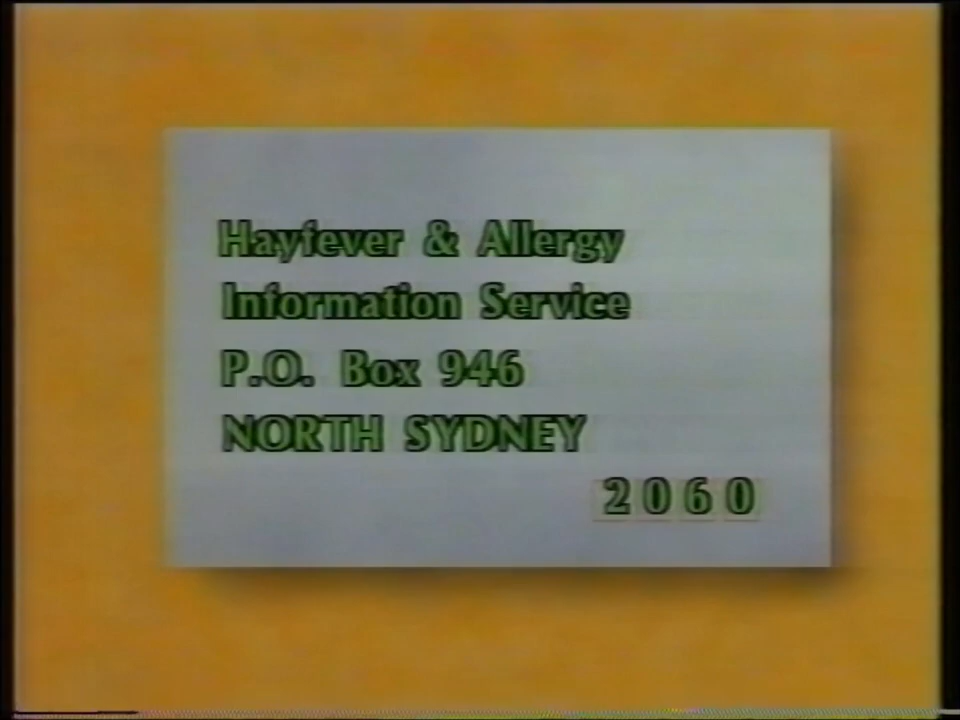 Hayfever & Allergy
Information Service
P.O. Box 946
NORTH SYDNEY
2060